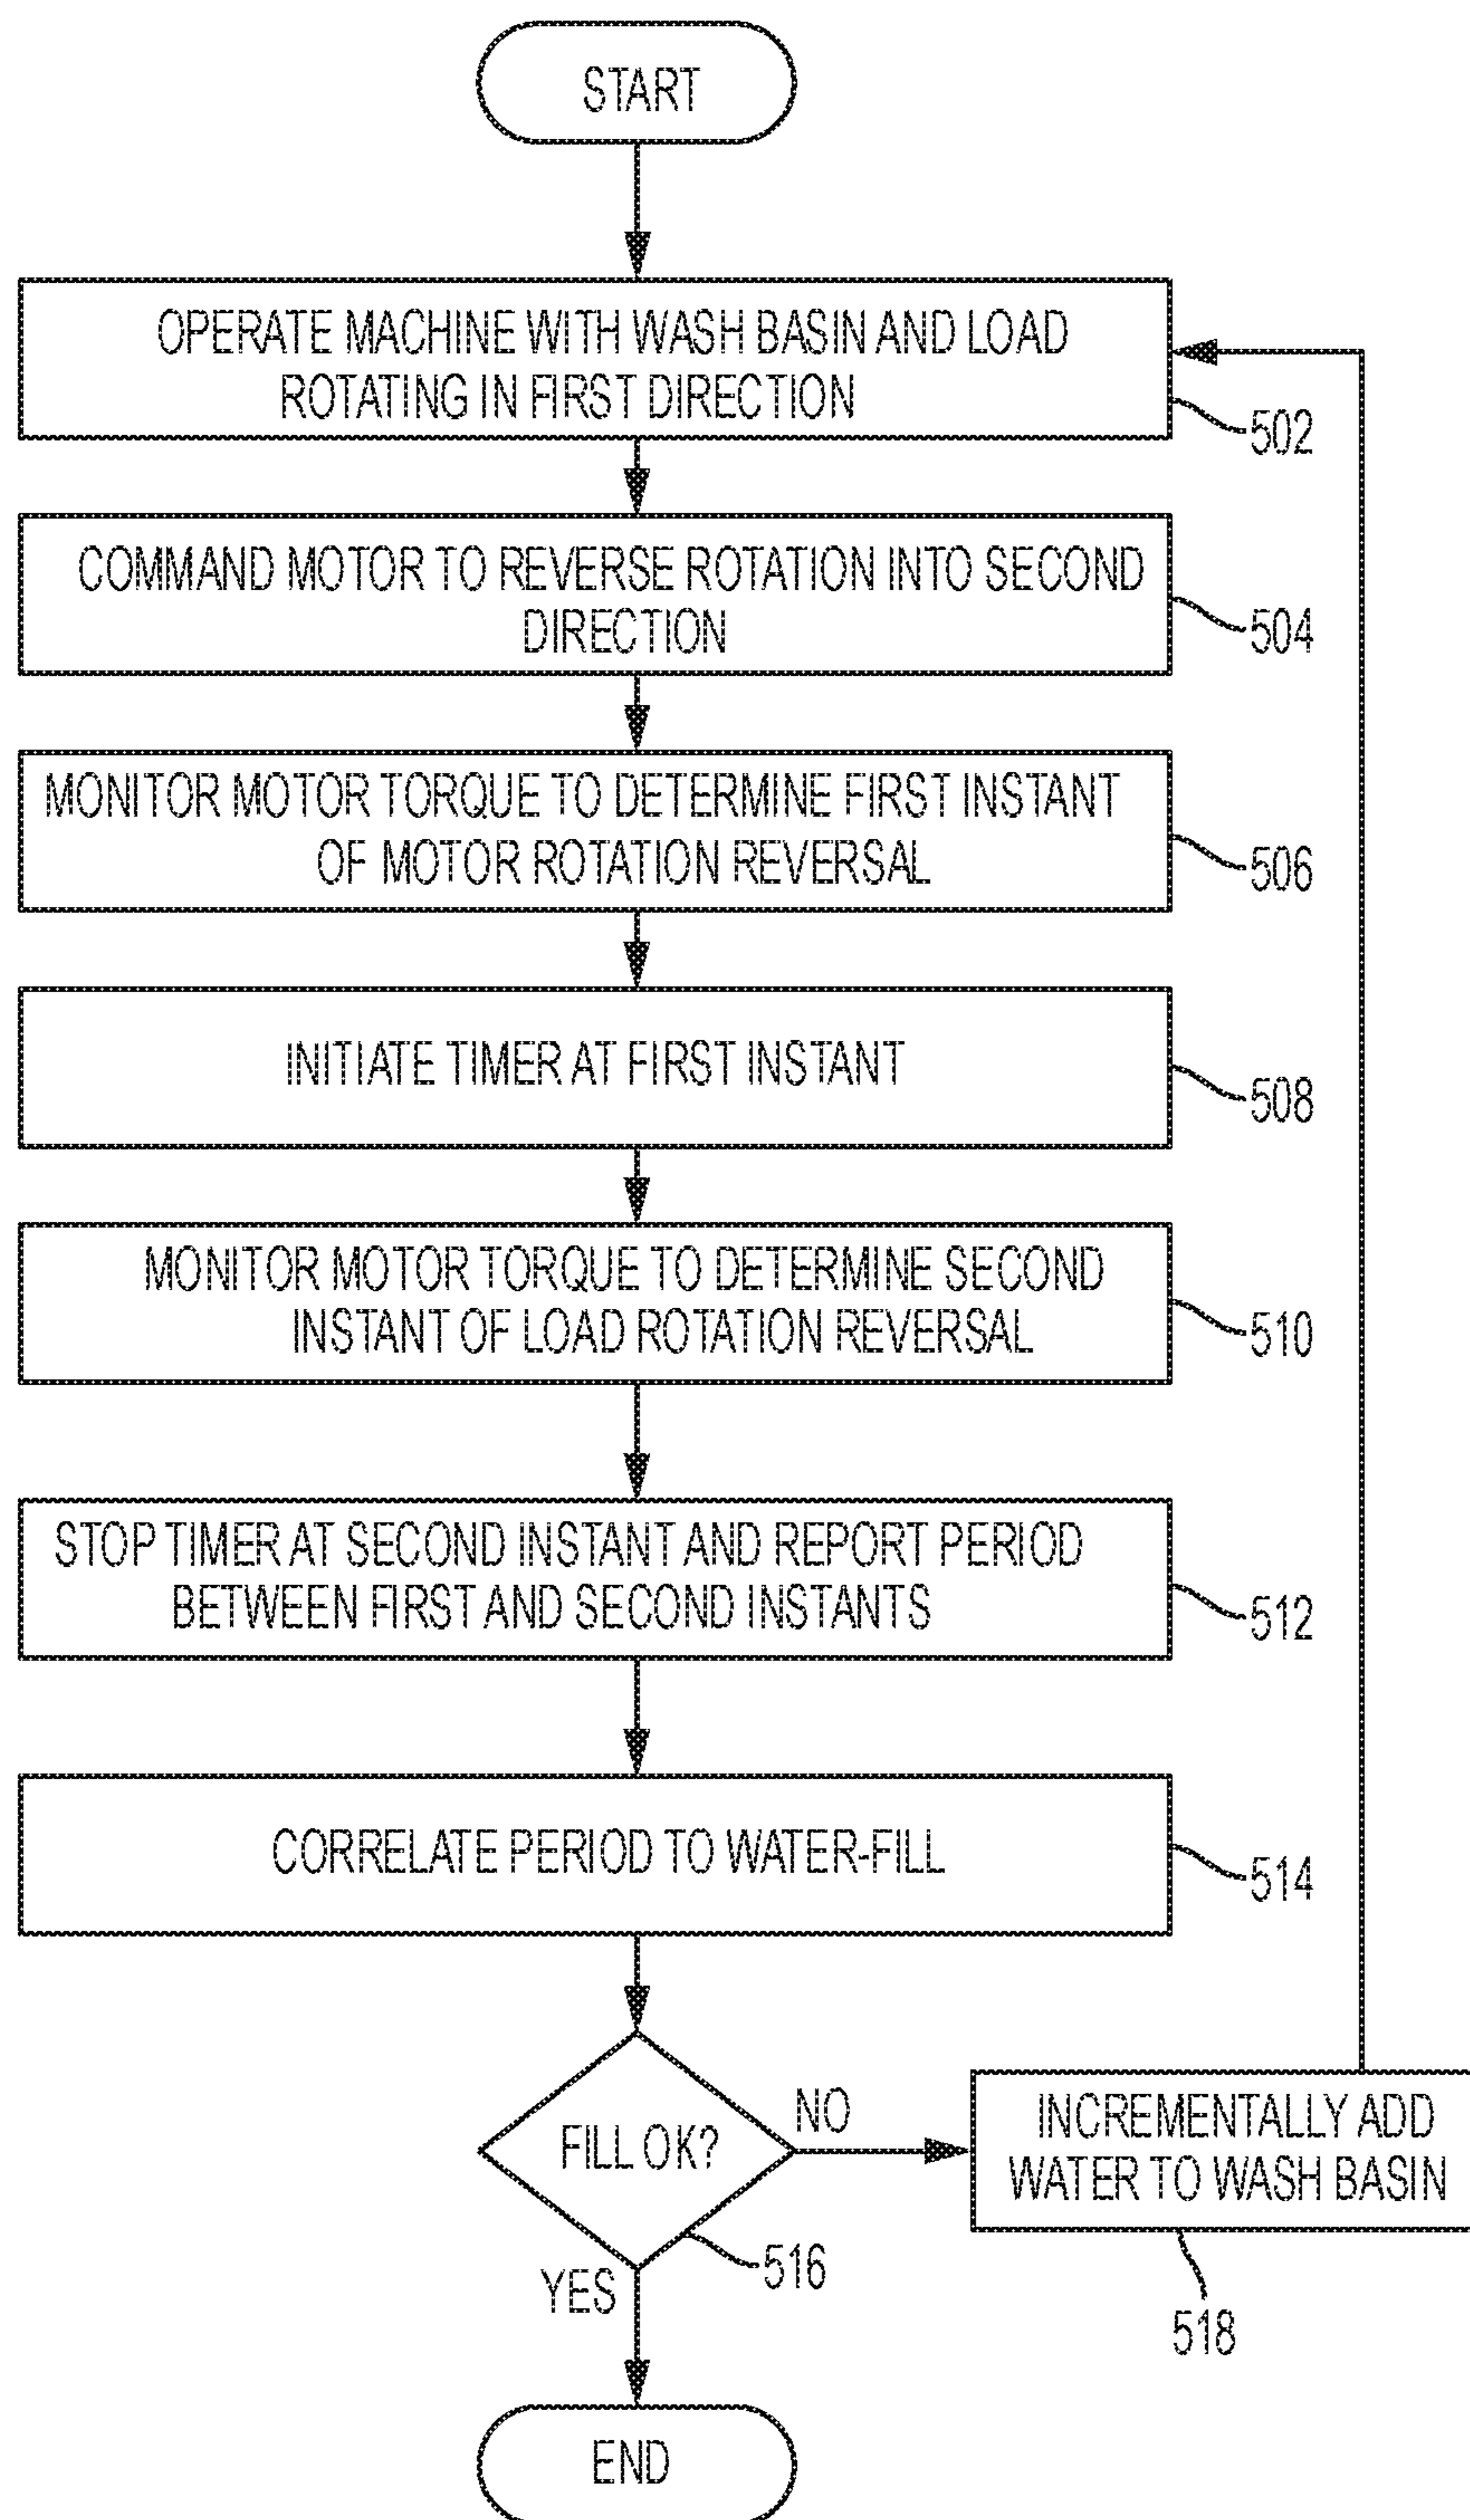 START
OPERATE MACHINE WITH WASH BASIN AND LOAD
ROTATING IN FIRST DIRECTION
502
COMMAND MOTOR TO REVERSE ROTATION INTO SECOND
DIRECTION
504
MONITOR MOTOR TORQUE TO DETERMINE FIRST INSTANT
OF MOTOR ROTATION REVERSAL
506
INITIATE TIMER AT FIRST INSTANT
508
MONITOR MOTOR TORQUE TO DETERMINE SECOND
INSTANT OF LOAD ROTATION REVERSAL
510
STOP TIMER AT SECOND INSTANT AND REPORT PERIOD
BETWEEN FIRST AND SECOND INSTANTS
512
CORRELATE PERIOD TO WATER-FILL
514
FILL OK?
NO
516
YES
INCREMENTALLY ADD
WATER TO WASH BASIN
518
END